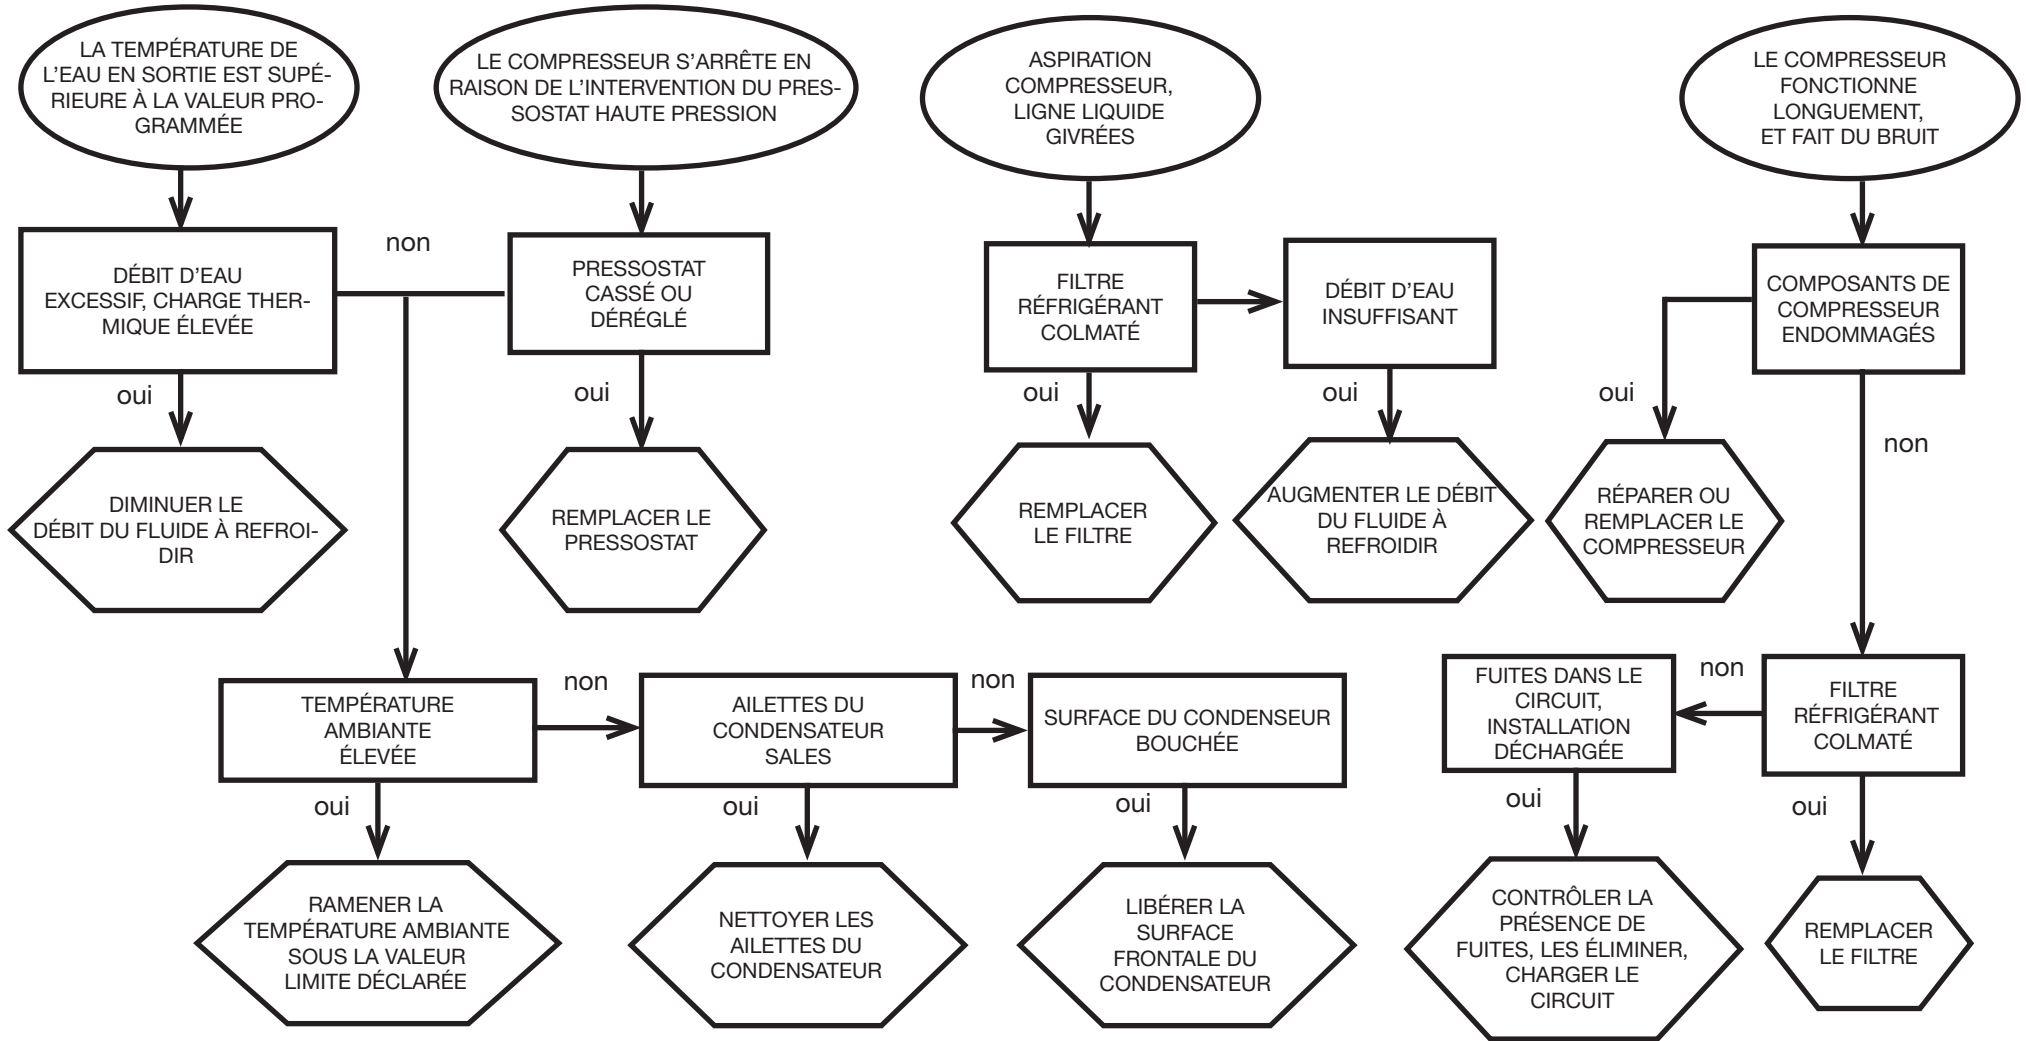 LA TEMPÉRATURE DE
L'EAU EN SORTIE EST SUPÉ-
RIEURE À LA VALEUR PRO-
GRAMMÉE
LE COMPRESSEUR S'ARRÊTE EN
RAISON DE L'INTERVENTION DU PRES-
SOSTAT HAUTE PRESSION
ASPIRATION
COMPRESSEUR,
LIGNE LIQUIDE
GIVRÉES
LE COMPRESSEUR
FONCTIONNE
LONGUEMENT,
ET FAIT DU BRUIT
DÉBIT D'EAU
EXCESSIF, CHARGE THER-
MIQUE ÉLEVÉE
non
PRESSOSTAT
CASSÉ OU
DÉRÉGLÉ
FILTRE
RÉFRIGÉRANT
COLMATÉ
DÉBIT D'EAU
INSUFFISANT
COMPOSANTS DE
COMPRESSEUR
ENDOMMAGÉS
oui
oui
oui
oui
oui
non
DIMINUER LE
DÉBIT DU FLUIDE À REFROI-
DIR
REMPLACER LE
PRESSOSTAT
REMPLACER
LE FILTRE
AUGMENTER LE DÉBIT
DU FLUIDE À
REFROIDIR
RÉPARER OU
REMPLACER LE
COMPRESSEUR
TEMPÉRATURE
AMBIANTE
ÉLEVÉE
non
AILETTES DU
CONDENSATEUR
SALES
non
SURFACE DU CONDENSEUR
BOUCHÉE
FUITES DANS LE
CIRCUIT,
INSTALLATION
DÉCHARGÉE
non
FILTRE
RÉFRIGÉRANT
COLMATÉ
oui
oui
oui
oui
oui
RAMENER LA
TEMPÉRATURE AMBIANTE
SOUS LA VALEUR
LIMITE DÉCLARÉE
NETTOYER LES
AILETTES DU
CONDENSATEUR
LIBÉRER LA
SURFACE
FRONTALE DU
CONDENSATEUR
CONTRÔLER LA
PRÉSENCE DE
FUITES, LES ÉLIMINER,
CHARGER LE
CIRCUIT
REMPLACER
LE FILTRE